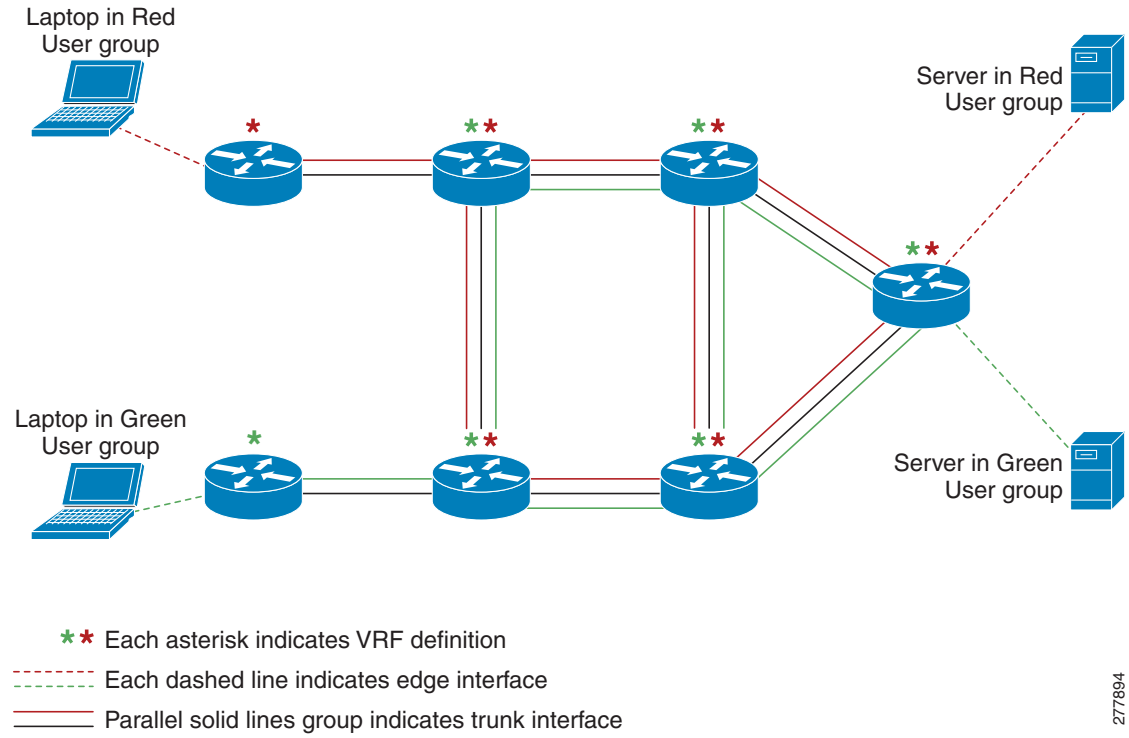 Laptop in Red
User group
Server in Red
User group
*
* *
* *
* *
Laptop in Green
User group
*
* *
* *
Server in Green
User group
** Each asterisk indicates VRF definition
Each dashed line indicates edge interface
Parallel solid lines group indicates trunk interface
277894